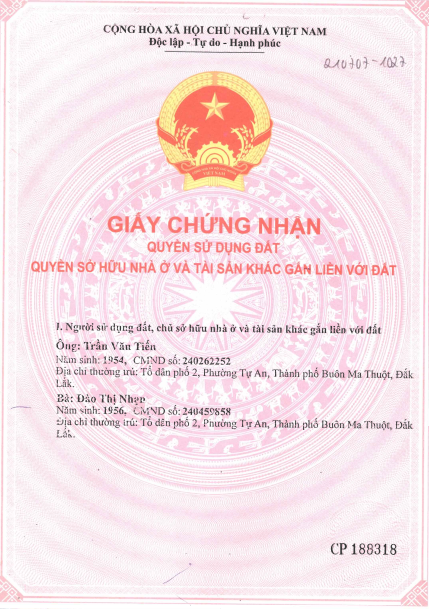 CỘNG HÒA XÃ HỘI CHỦ NGHĨA VIỆT NAM
Độc lập - Tự do - Hạnh phúc
210707-1027
GIẤY CHỨNG NHẬN
QUYỀN SỬ DỤNG ĐẤT
QUYỀN SỞ HỮU NHÀ Ở VÀ TÀI SẢN KHÁC GẮN LIỀN VỚI ĐẤT
I. Người sử dụng đất, chủ sở hữu nhà ở và tài sản khác gắn liền với đất
Ông: Trần Văn Tiến
Năm sinh: 1954, CMND số: 240262252
Địa chỉ thường trú: Tổ dân phố 2, Phường Tự An, Thành phố Buôn Ma Thuột, Đắk
Lắk.
Bà: Đào Thị Nhạp
Năm sinh: 1956, CMND số: 240459858
Địa chỉ thường trú: Tổ dân phố 2, Phường Tự An, Thành phố Buôn Ma Thuột, Đắk
Lắk.
CP 188318